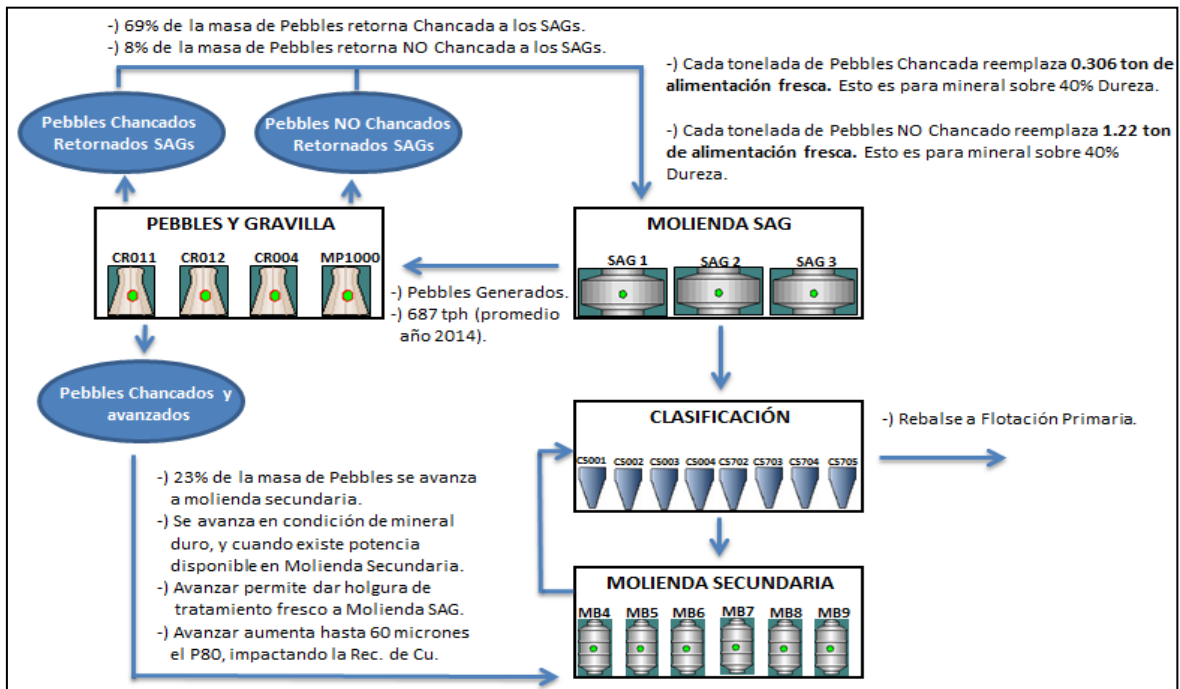 -) 69% de la masa de Pebbles retorna Chancada a los SAGs.
-) 8% de la masa de Pebbles retorna NO Chancada a los SAGs.
-) Cada tonelada de Pebbles Chancada reemplaza 0.306 ton de
alimentación fresca. Esto es para mineral sobre 40% Dureza.
-) Cada tonelada de Pebbles NO Chancado reemplaza 1.22 ton
de alimentación fresca. Esto es para mineral sobre 40%
Dureza.
Pebbles Chancados
Retornados SAGs
Pebbles NO Chancados
Retornados SAGs
PEBBLES Y GRAVILLA
CR011 CR012 CR004 MP1000
MOLIENDA SAG
SAG 1 SAG 2 SAG 3
-) Pebbles Generados.
-) 687 tph (promedio
año 2014).
Pebbles Chancados y
avanzados
CLASIFICACIÓN
CS001 CS002 CS003 CS004 CS702 CS703 CS704 CS705
-) Rebalse a Flotación Primaria.
-) 23% de la masa de Pebbles se avanza
a molienda secundaria.
-) Se avanza en condición de mineral
duro, y cuando existe potencia
disponible en Molienda Secundaria.
-) Avanzar permite dar holgura de
tratamiento fresco a Molienda SAG.
-) Avanzar aumenta hasta 60 micrones
el P80, impactando la Rec. de Cu.
MOLIENDA SECUNDARIA
MB4 MB5 MB6 MB7 MB8 MB9